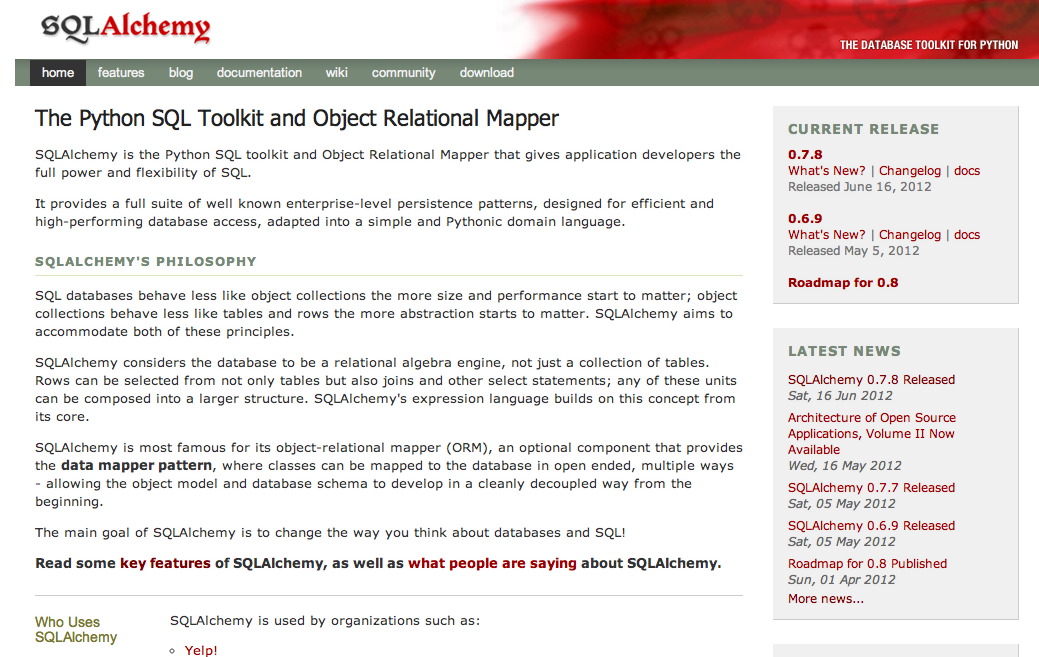 SQLAlchemy
THE DATABASE TOOLKIT FOR PYTHON
home features blog documentation wiki community download
The Python SQL Toolkit and Object Relational Mapper
SQLAlchemy is the Python SQL toolkit and Object Relational Mapper that gives application developers the
full power and flexibility of SQL.
It provides a full suite of well known enterprise-level persistence patterns, designed for efficient and
high-performing database access, adapted into a simple and Pythonic domain language.
SQLALCHEMY'S PHILOSOPHY
SQL databases behave less like object collections the more size and performance start to matter; object
collections behave less like tables and rows the more abstraction starts to matter. SQLAlchemy aims to
accommodate both of these principles.
SQLAlchemy considers the database to be a relational algebra engine, not just a collection of tables.
Rows can be selected from not only tables but also joins and other select statements; any of these units
can be composed into a larger structure. SQLAlchemy's expression language builds on this concept from
its core.
SQLAlchemy is most famous for its object-relational mapper (ORM), an optional component that provides
the data mapper pattern, where classes can be mapped to the database in open ended, multiple ways
- allowing the object model and database schema to develop in a cleanly decoupled way from the
beginning.
The main goal of SQLAlchemy is to change the way you think about databases and SQL!
Read some key features of SQLAlchemy, as well as what people are saying about SQLAlchemy.
Who Uses
SQLAlchemy
SQLAlchemy is used by organizations such as:
Yelp!
CURRENT RELEASE
0.7.8
What's New? | Changelog | docs
Released June 16, 2012
0.6.9
What's New? | Changelog | docs
Released May 5, 2012
Roadmap for 0.8
LATEST NEWS
SQLAlchemy 0.7.8 Released
Sat, 16 Jun 2012
Architecture of Open Source
Applications, Volume II Now
Available
Wed, 16 May 2012
SQLAlchemy 0.7.7 Released
Sat, 05 May 2012
SQLAlchemy 0.6.9 Released
Sat, 05 May 2012
Roadmap for 0.8 Published
Sun, 01 Apr 2012
More news...